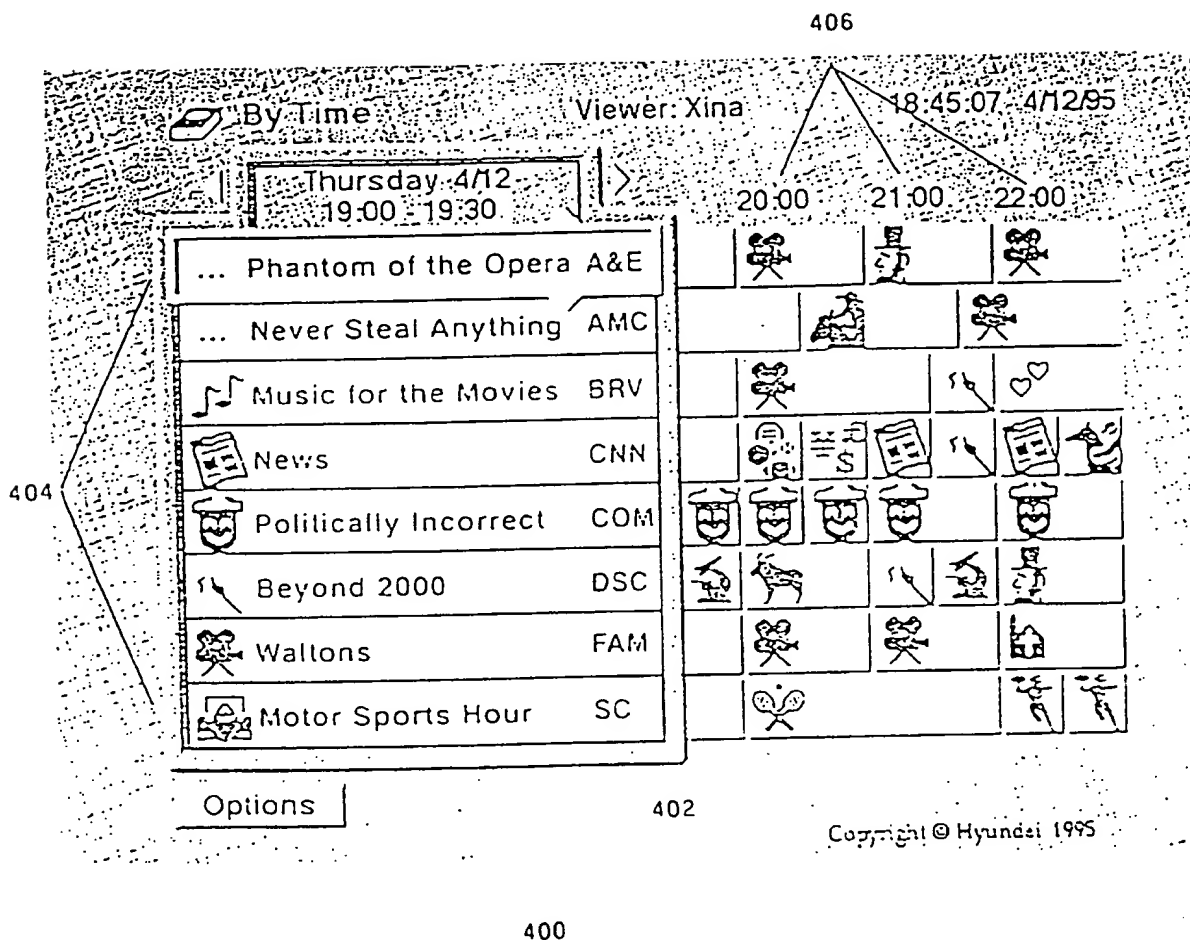 406
By Time Viewer: Xina 18:45:07 4/12/95
Thursday 4/12
19:00 - 19:30
20:00 21:00 22:00
... Phantom of the Opera A&E
... Never Steal Anything AMC
Music for the Movies BRV
News CNN
$
404
Politically Incorrect COM
Beyond 2000 DSC
Waltons FAM
Motor Sports Hour SC
Options
402
Copyright © Hyundai 1995
400